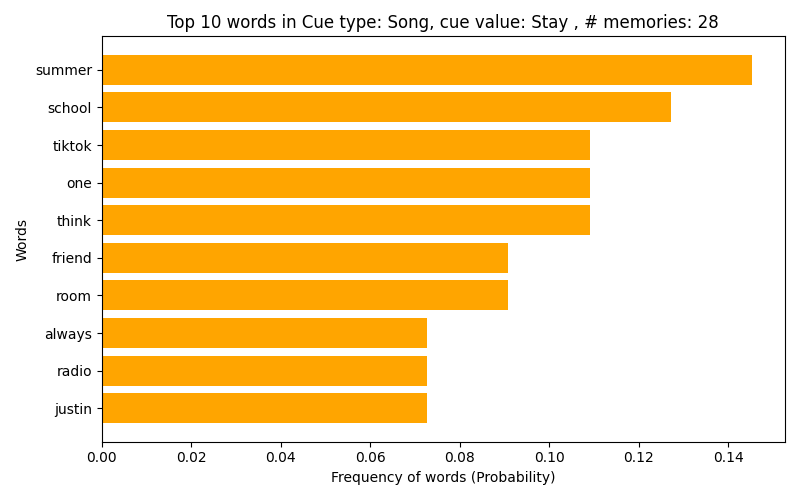 Top 10 words in Cue type: Song, cue value: Stay , # memories: 28
summer
school
tiktok
one
think
friend
room
always
radio
justin
Words
0.00 0.02 0.04 0.06 0.08 0.10 0.12 0.14
Frequency of words (Probability)